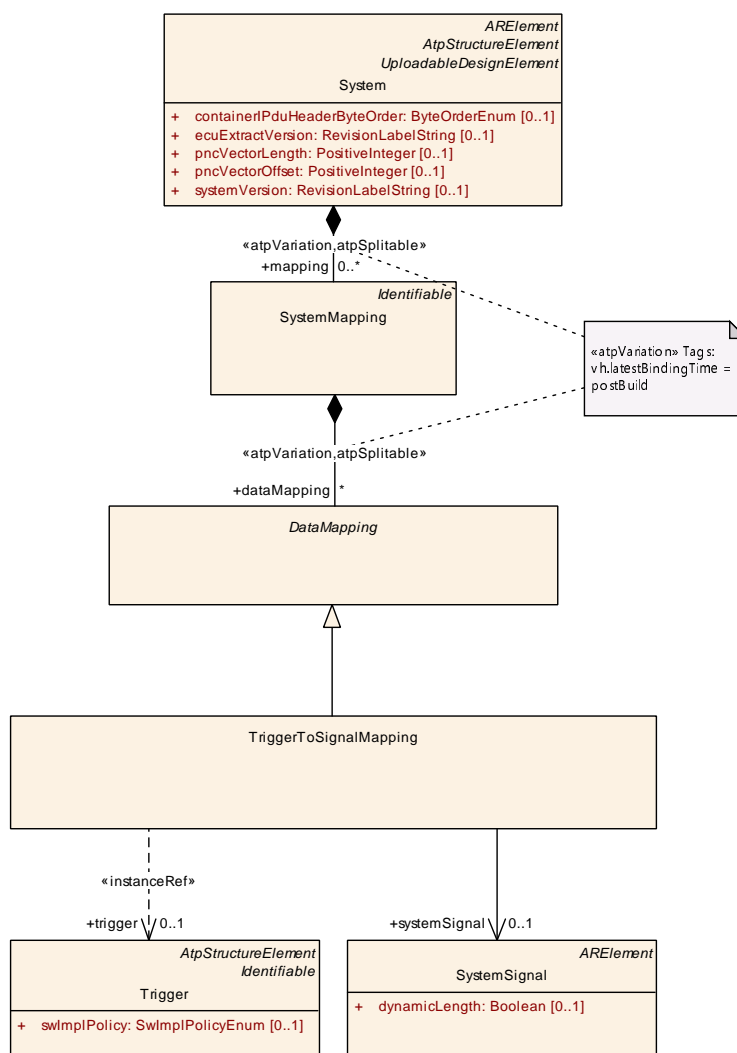 ARElement
AtpStructureElement
UploadableDesignElement
System
+ containerIPduHeaderByteOrder: ByteOrderEnum [0..1]
+ ecuExtractVersion: RevisionLabelString [0..1]
+ pncVectorLength: PositiveInteger [0..1]
+ pncVectorOffset: PositiveInteger [0..1]
+ systemVersion: RevisionLabelString [0..1]
«atpVariation,atpSplitable»
+mapping 0..*
Identifiable
SystemMapping
«atpVariation» Tags:
vh.latestBindingTime =
postBuild
«atpVariation,atpSplitable»
+dataMapping *
DataMapping
TriggerToSignalMapping
«instanceRef»
+trigger 0..1
+systemSignal 0..1
AtpStructureElement
Identifiable
Trigger
+ swImplPolicy: SwImplPolicyEnum [0..1]
ARElement
SystemSignal
+ dynamicLength: Boolean [0..1]